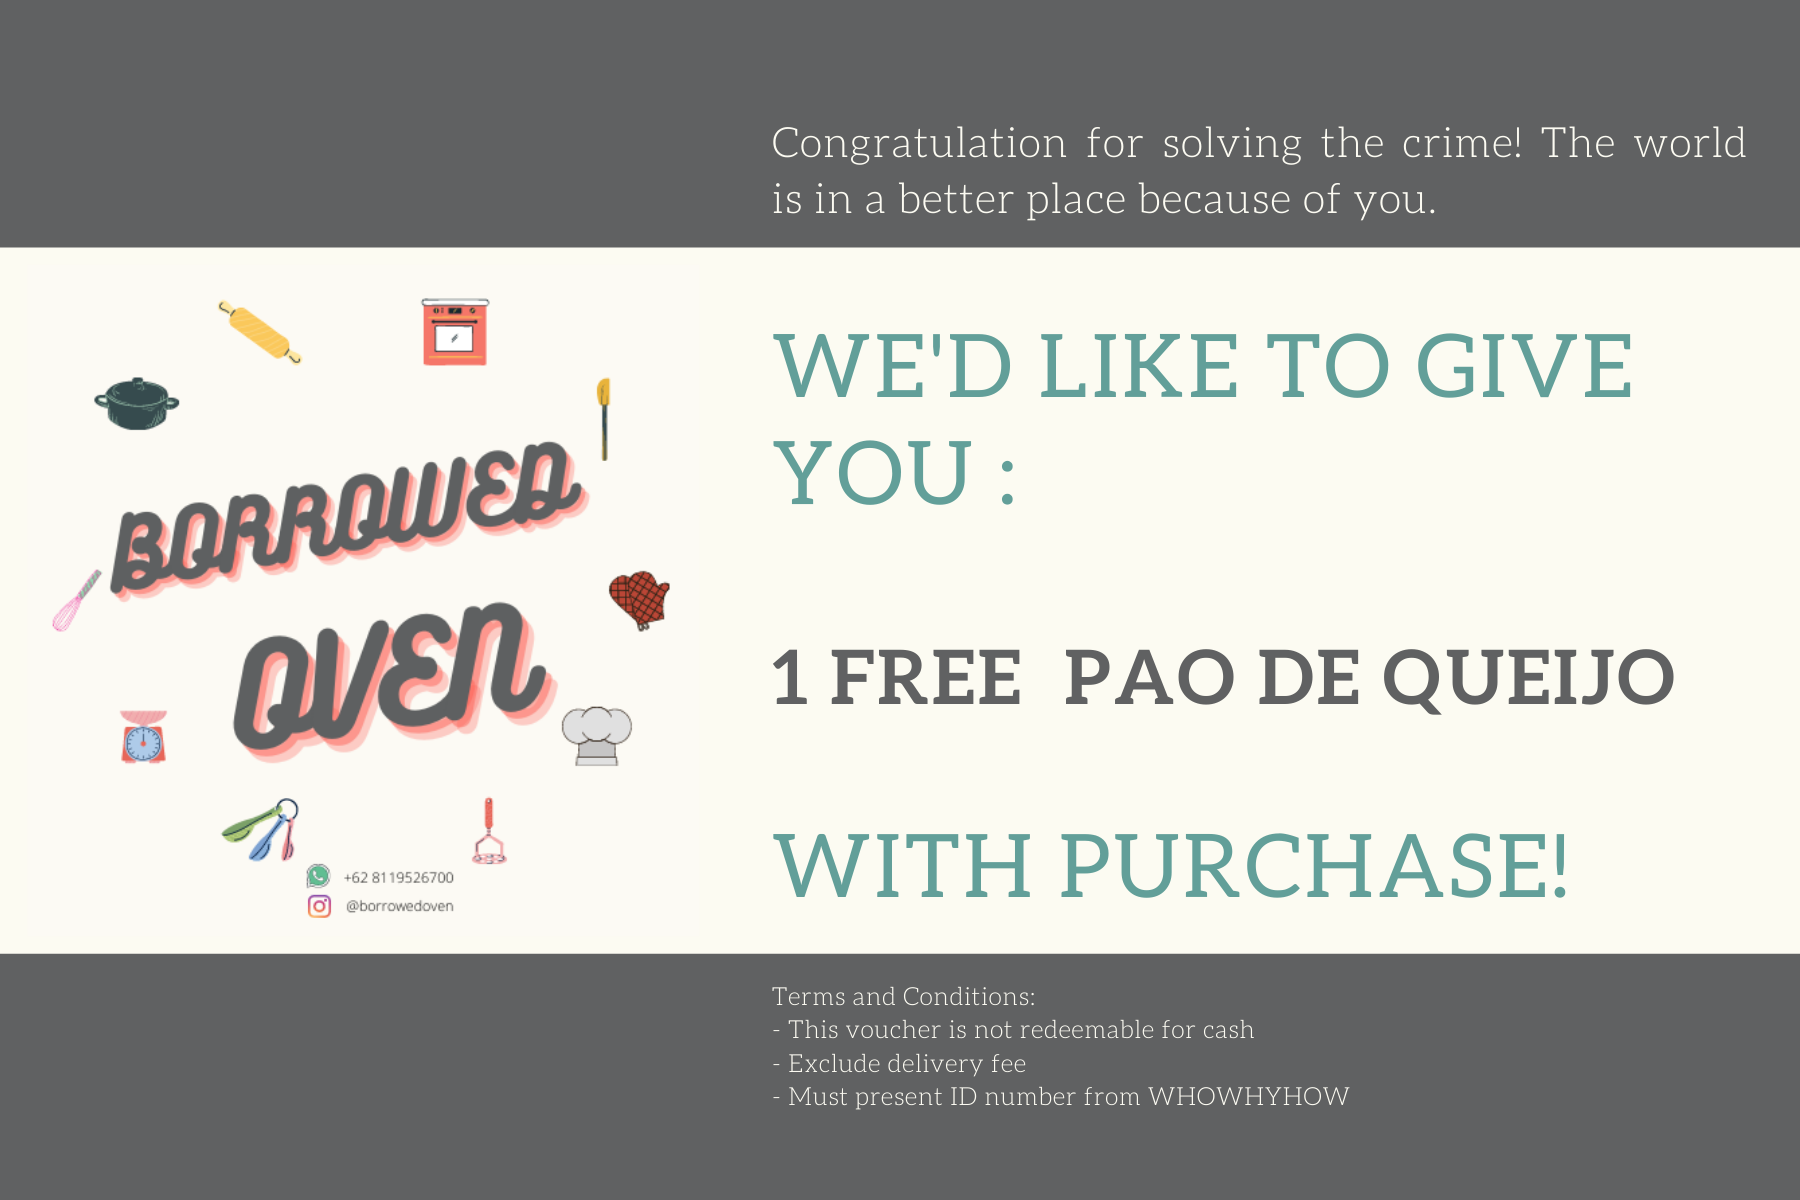 Congratulation for solving the crime! The world
is in a better place because of you.
BORROWED
OVEN
+62 8119526700
@borrowedoven
WE'D LIKE TO GIVE
YOU :
1 FREE PAO DE QUEIJO
WITH PURCHASE!
Terms and Conditions:
- This voucher is not redeemable for cash
- Exclude delivery fee
- Must present ID number from WHOWHYHOW